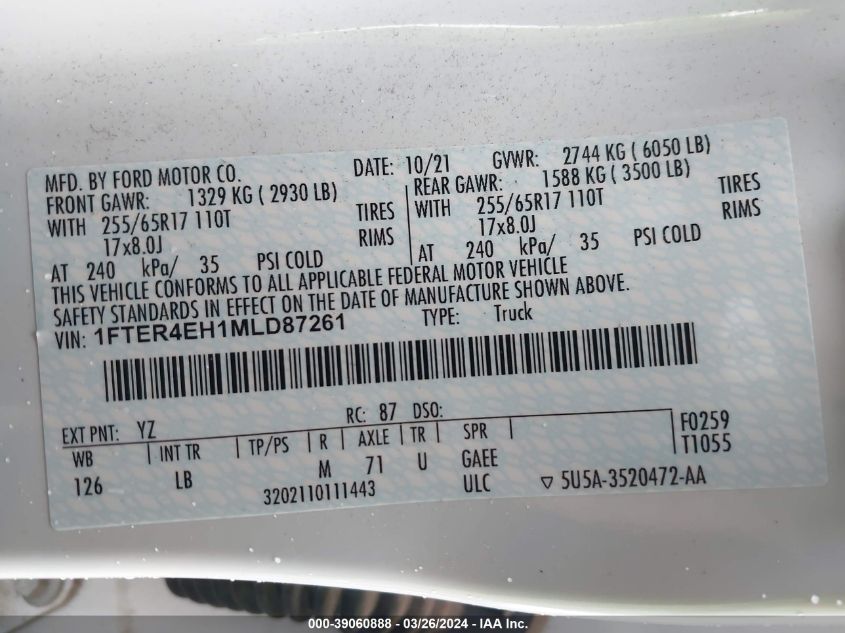 MFD. BY FORD MOTOR CO.
DATE: 10/21
GVWR: 2744 KG ( 6050 LB)
FRONT GAWR: 1329 KG ( 2930 LB)
WITH 255/65R17 110T TIRES
17x8.0J RIMS
AT 240 kPa/ 35 PSI COLD
REAR GAWR: 1588 KG ( 3500 LB)
WITH 255/65R17 110T TIRES
17x8.0J RIMS
AT 240 kPa/ 35 PSI COLD
THIS VEHICLE CONFORMS TO ALL APPLICABLE FEDERAL MOTOR VEHICLE
SAFETY STANDARDS IN EFFECT ON THE DATE OF MANUFACTURE SHOWN ABOVE.
VIN: 1FTER4EH1MLD87261
TYPE: Truck
EXT PNT: YZ RC: 87 DSO:
WB INT TR TP/PS R AXLE TR SPR F0259
126 LB M 71 U GAEE T1055
3202110111443 ULC ▽ 5U5A-3520472-AA
000-39060888 - 03/26/2024 - IAA Inc.